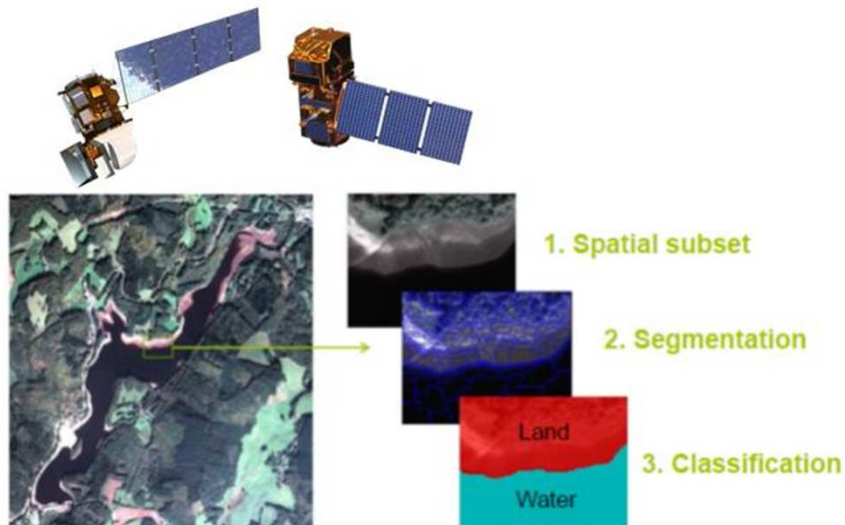 1. Spatial subset
2. Segmentation
Land
3. Classification
Water